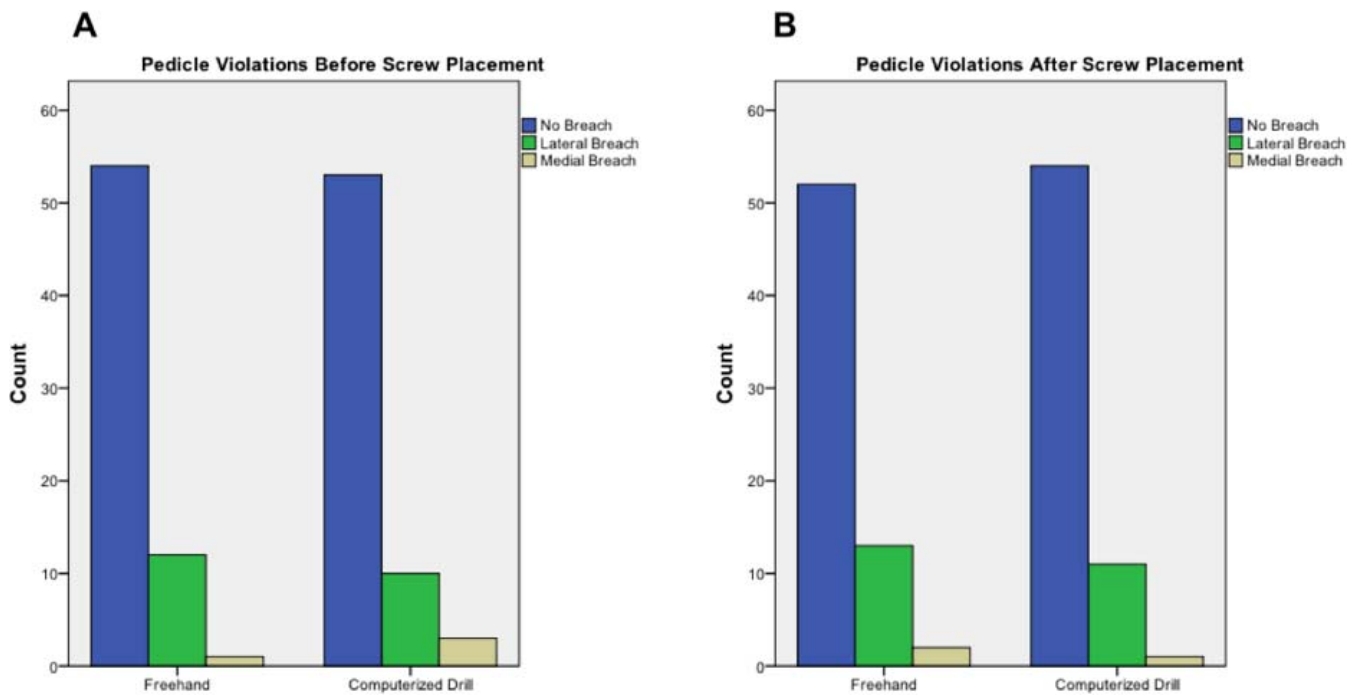 A
Pedicle Violations Before Screw Placement
60
50
40
30
20
10
0
Count
Freehand
Computerized Drill
No Breach
Lateral Breach
Medial Breach
B
Pedicle Violations After Screw Placement
60
50
40
30
20
10
0
Count
Freehand
Computerized Drill
No Breach
Lateral Breach
Medial Breach